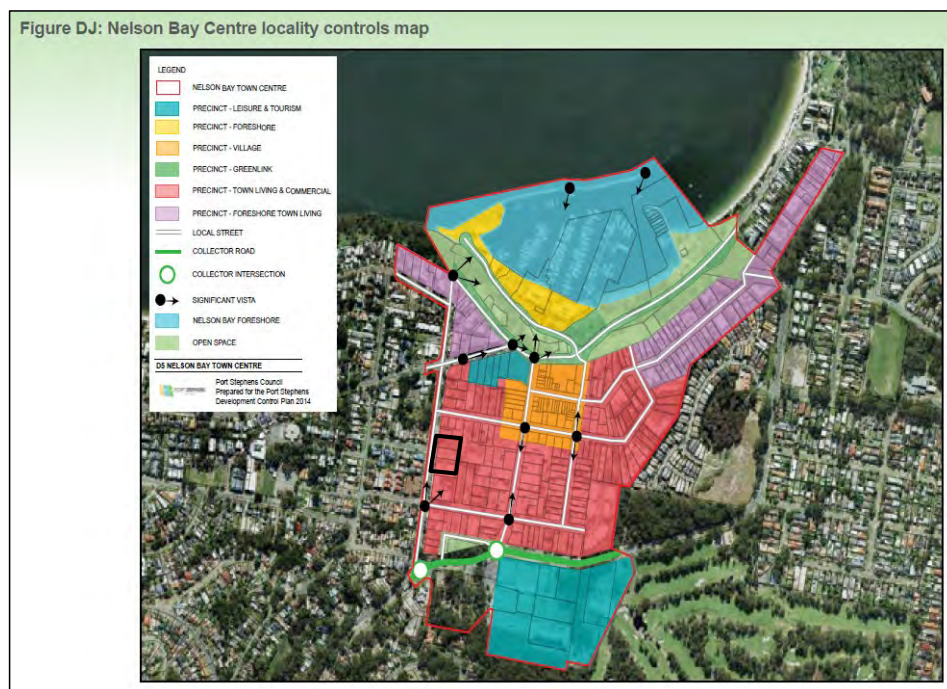 Figure DJ: Nelson Bay Centre locality controls map
LEGEND
NELSON BAY TOWN CENTRE
PRECINCT - LEISURE & TOURISM
PRECINCT - FORESHORE
PRECINCT - VILLAGE
PRECINCT - GREENLINK
PRECINCT - TOWN LIVING & COMMERCIAL
PRECINCT - FORESHORE TOWN LIVING
LOCAL STREET
COLLECTOR ROAD
COLLECTOR INTERSECTION
SIGNIFICANT VISTA
NELSON BAY FORESHORE
OPEN SPACE
D5 NELSON BAY TOWN CENTRE
PORT STEPHENS
Port Stephens Council
Prepared for the Port Stephens
Development Control Plan 2014